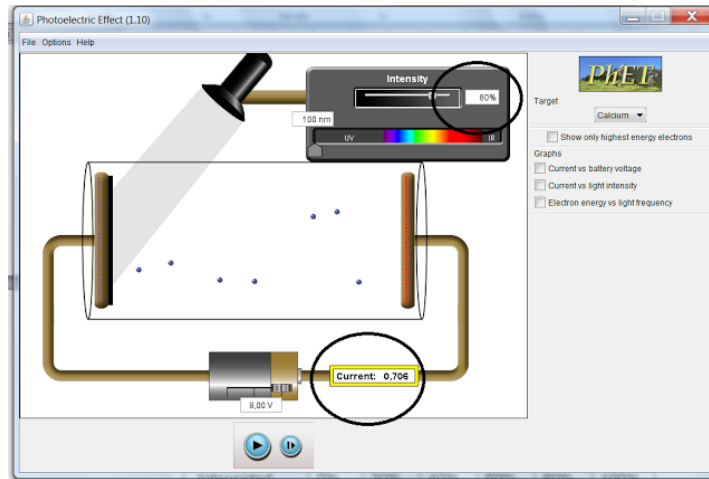 Photoelectric Effect (1.10)
File Options Help
Intensity
80%
100 nm
UV
IR
PhET
Target
Calcium
Show only highest energy electrons
Graphs
Current vs battery voltage
Current vs light intensity
Electron energy vs light frequency
Current: 0,706
8,00 V